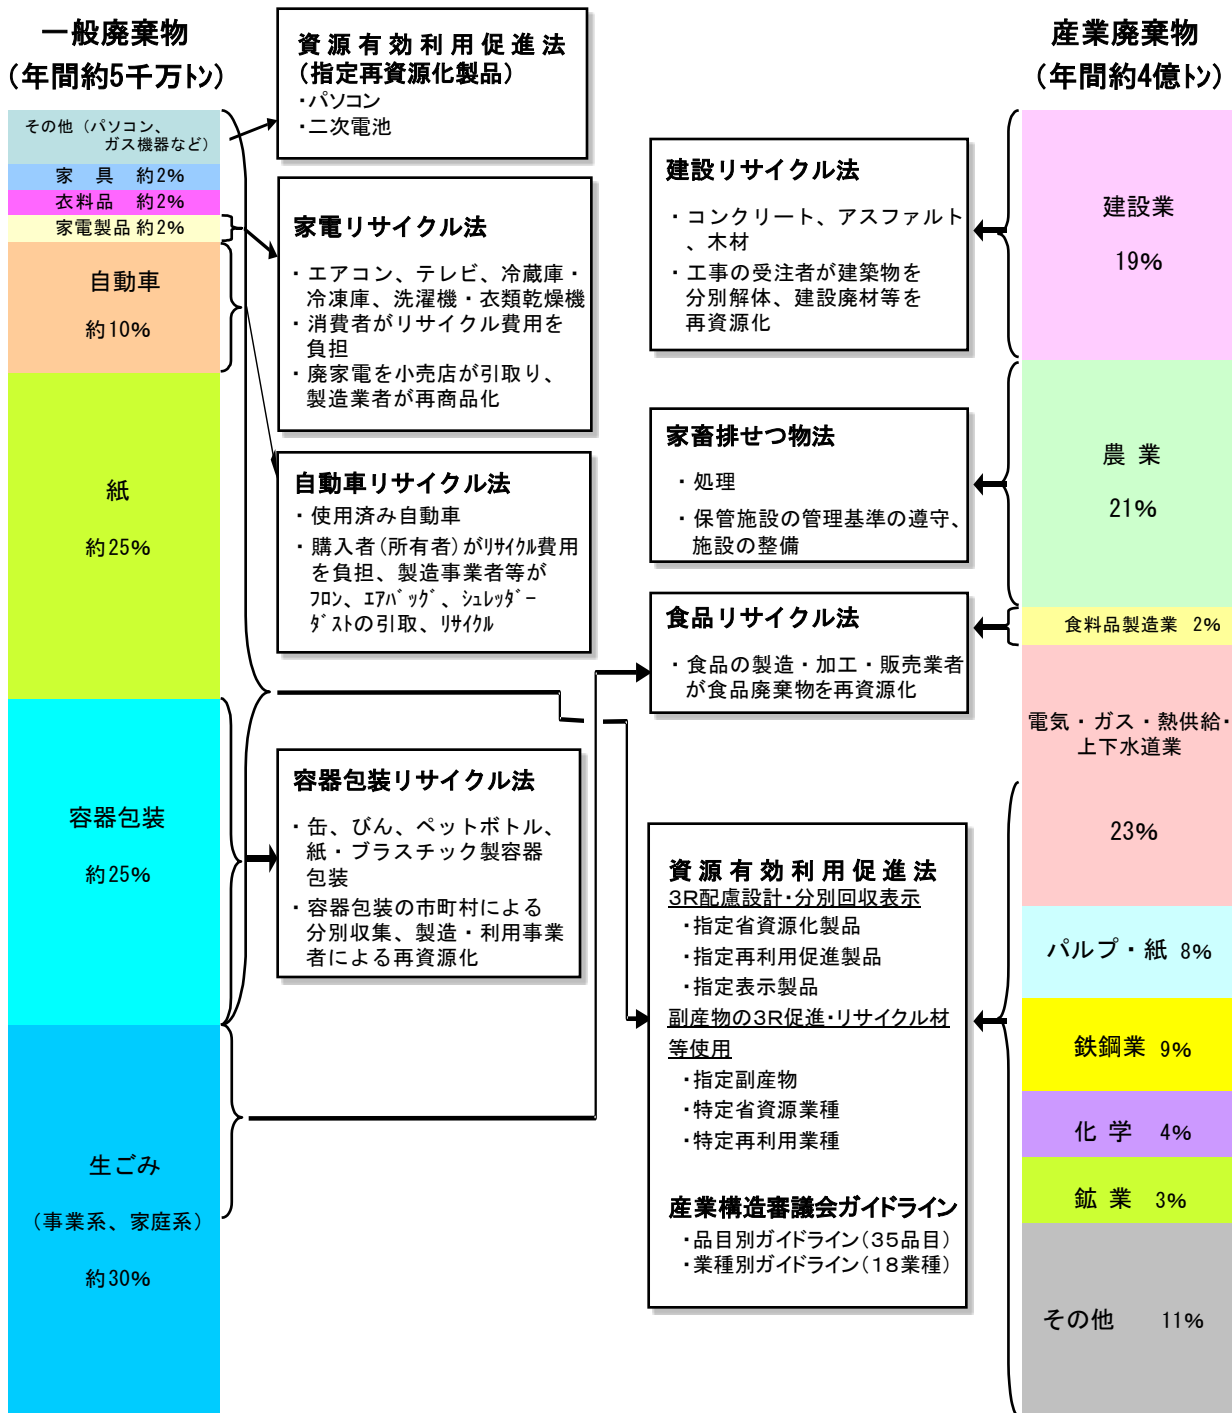 一般廃棄物
(年間約5千万トン)
その他（パソコン、
ガス機器など）
家　具　約2%
衣料品　約2%
家電製品 約2%
自動車
約10%
紙
約25%
容器包装
約25%
生ごみ
（事業系、家庭系）
約30%
資源有効利用促進法
（指定再資源化製品）
・パソコン
・二次電池
家電リサイクル法
・エアコン、テレビ、冷蔵庫・
冷凍庫、洗濯機・衣類乾燥機
・消費者がリサイクル費用を
負担
・廃家電を小売店が引取り、
製造業者が再商品化
自動車リサイクル法
・使用済み自動車
・購入者(所有者)がﾘｻｲｸﾙ費用
を負担、製造事業者等が
ﾌﾛﾝ、ｴｱﾊﾞｯｸﾞ、ｼｭﾚｯﾀﾞｰ
ﾀﾞｽﾄの引取、ﾘｻｲｸﾙ
容器包装リサイクル法
・缶、びん、ペットボトル、
紙・プラスチック製容器
包装
・容器包装の市町村による
分別収集、製造・利用事業
者による再資源化
建設リサイクル法
・コンクリート、アスファルト
、木材
・工事の受注者が建築物を
分別解体、建設廃材等を
再資源化
家畜排せつ物法
・処理
・保管施設の管理基準の遵守、
施設の整備
食品リサイクル法
・食品の製造・加工・販売業者
が食品廃棄物を再資源化
資源有効利用促進法
3R配慮設計・分別回収表示
・指定省資源化製品
・指定再利用促進製品
・指定表示製品
副産物の3R促進・リサイクル材
等使用
・指定副産物
・特定省資源業種
・特定再利用業種
産業構造審議会ガイドライン
・品目別ガイドライン（35品目）
・業種別ガイドライン（18業種）
産業廃棄物
(年間約4億トン)
建設業
19%
農 業
21%
食料品製造業　2%
電気・ガス・熱供給・
上下水道業
23%
パルプ・紙 8%
鉄鋼業 9%
化 学　4%
鉱 業　3%
その他　11%